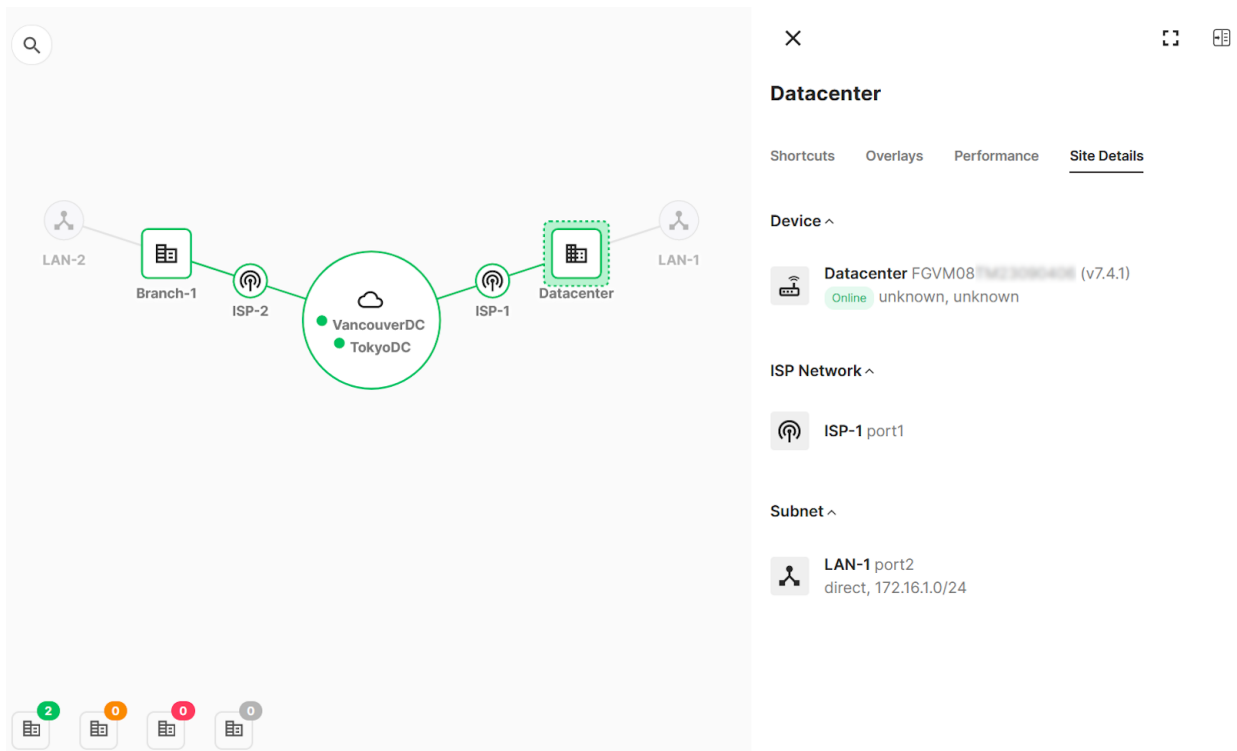 Datacenter
Shortcuts Overlays Performance Site Details
Device
Datacenter FGVM08 (v7.4.1)
Online unknown, unknown
ISP Network
ISP-1 port1
Subnet
LAN-1 port2
direct, 172.16.1.0/24
LAN-2
Branch-1
ISP-2
VancouverDC
TokyoDC
ISP-1
Datacenter
LAN-1
2 0 0 0